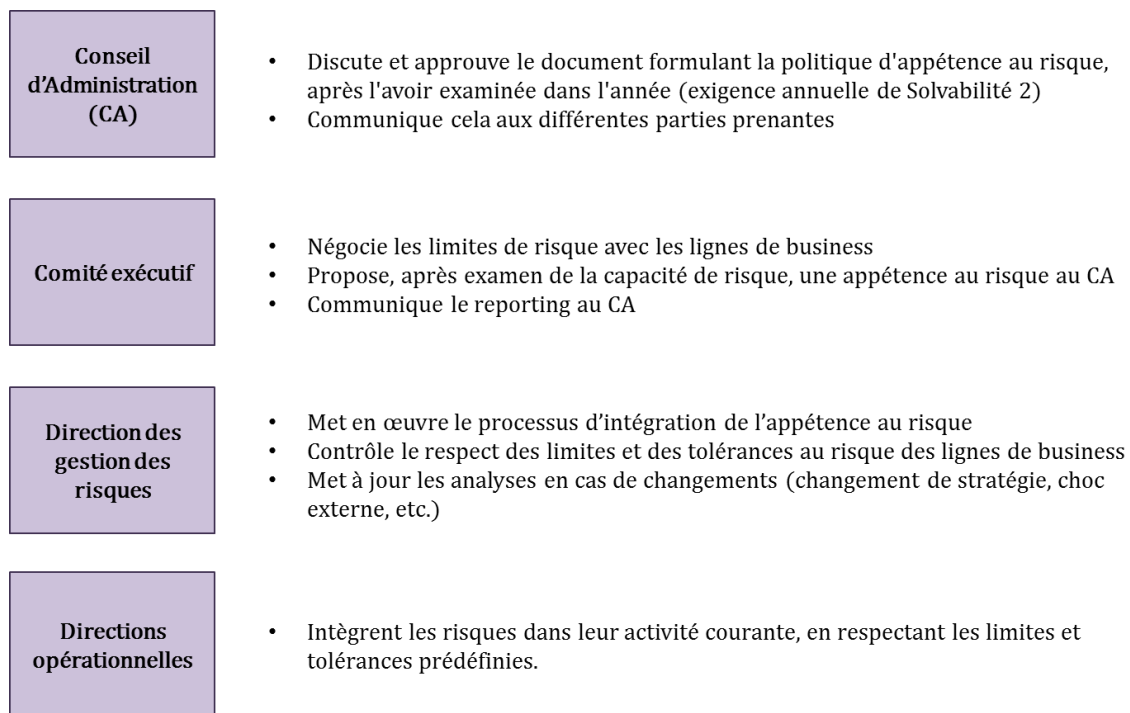 Conseil
d'Administration
(CA)
• Discute et approuve le document formulant la politique d'appétence au risque,
après l'avoir examinée dans l'année (exigence annuelle de Solvabilité 2)
• Communique cela aux différentes parties prenantes
Comité exécutif
• Négocie les limites de risque avec les lignes de business
• Propose, après examen de la capacité de risque, une appétence au risque au CA
• Communique le reporting au CA
Direction des
gestion des
risques
• Met en œuvre le processus d'intégration de l'appétence au risque
• Contrôle le respect des limites et des tolérances au risque des lignes de business
• Met à jour les analyses en cas de changements (changement de stratégie, choc
externe, etc.)
Directions
opérationnelles
• Intègrent les risques dans leur activité courante, en respectant les limites et
tolérances prédéfinies.